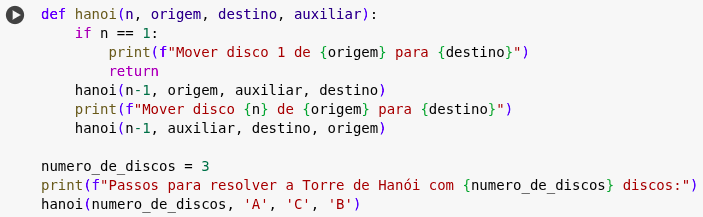 def hanoi(n, origem, destino, auxiliar):
    if n == 1:
        print(f"Mover disco 1 de {origem} para {destino}")
        return
    hanoi(n-1, origem, auxiliar, destino)
    print(f"Mover disco {n} de {origem} para {destino}")
    hanoi(n-1, auxiliar, destino, origem)

numero_de_discos = 3
print(f"Passos para resolver a Torre de Hanói com {numero_de_discos} discos:")
hanoi(numero_de_discos, 'A', 'C', 'B')